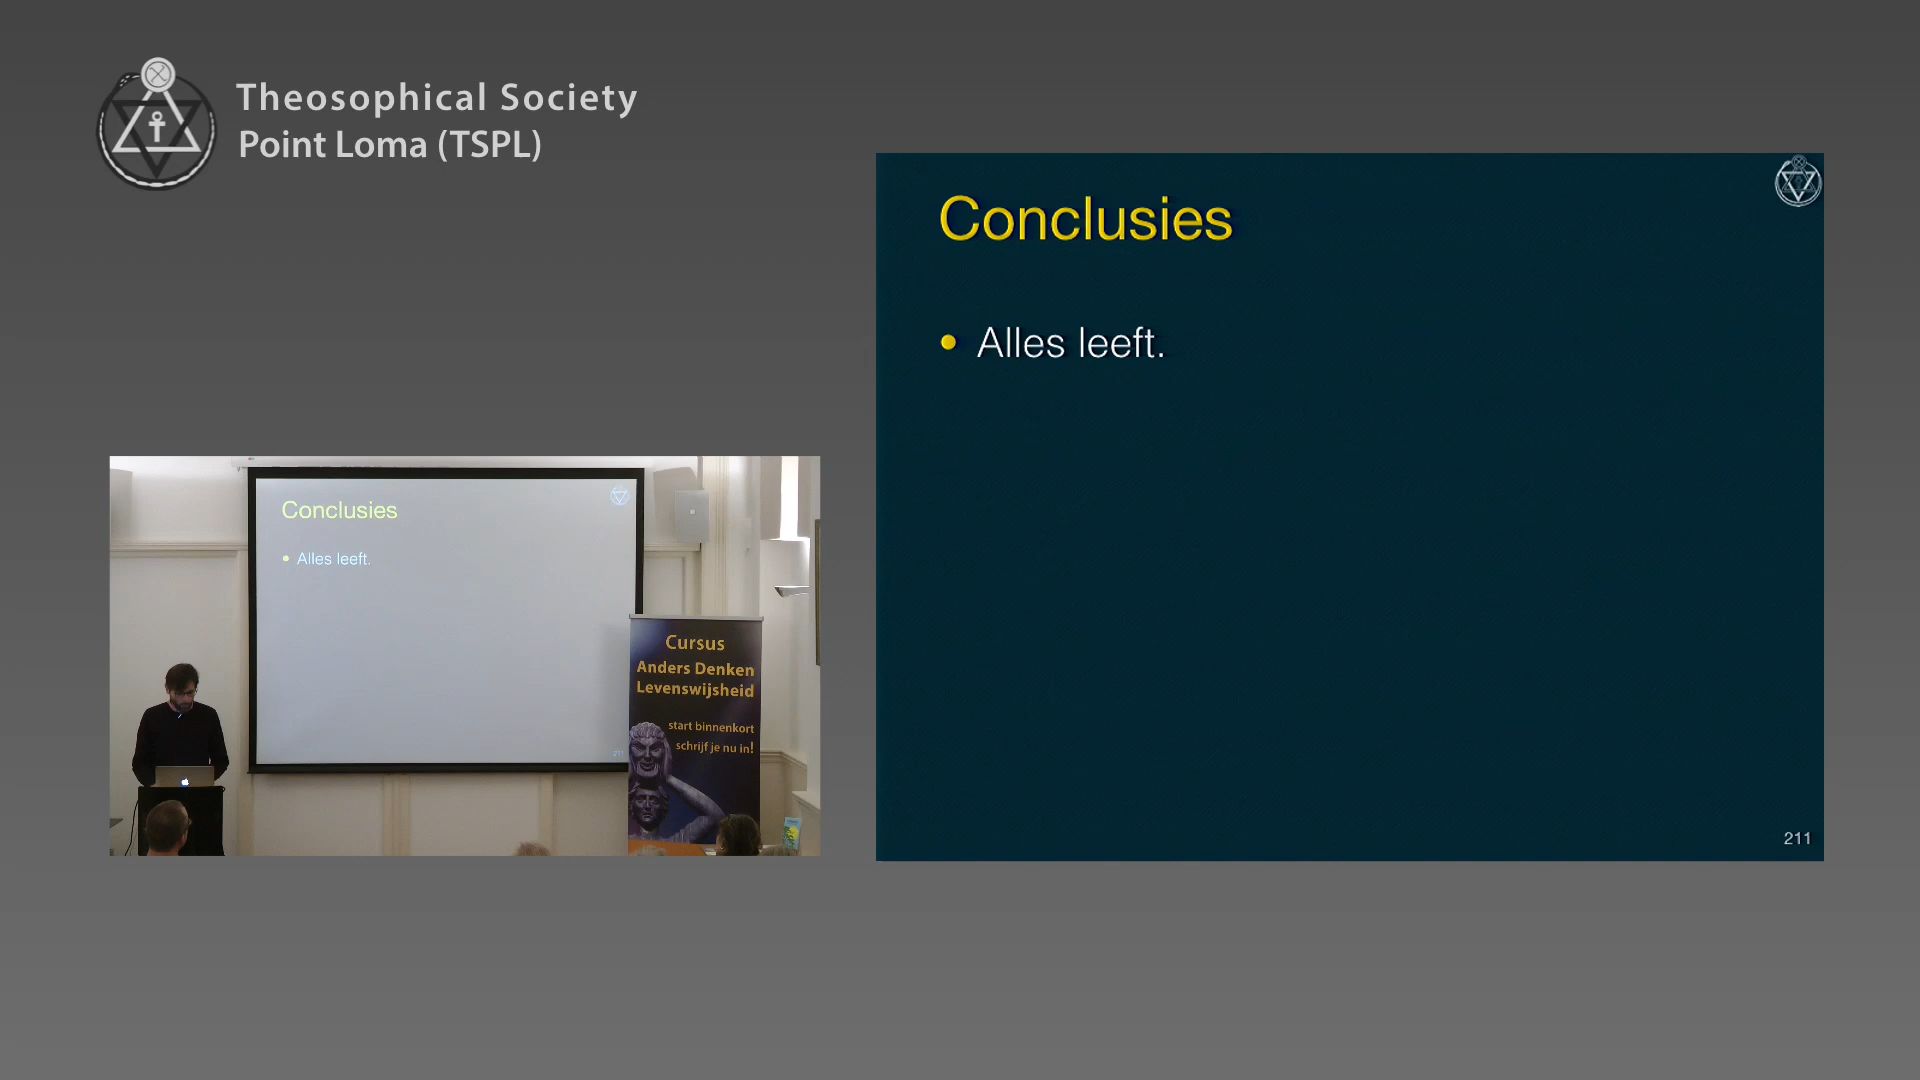 Theosophical Society
Point Loma (TSPL)
Conclusies
• Alles leeft.
211
Conclusies
• Alles leeft.
211
Cursus
Anders Denken
Levenswijsheid
start binnenkort
schrijf je nu in!